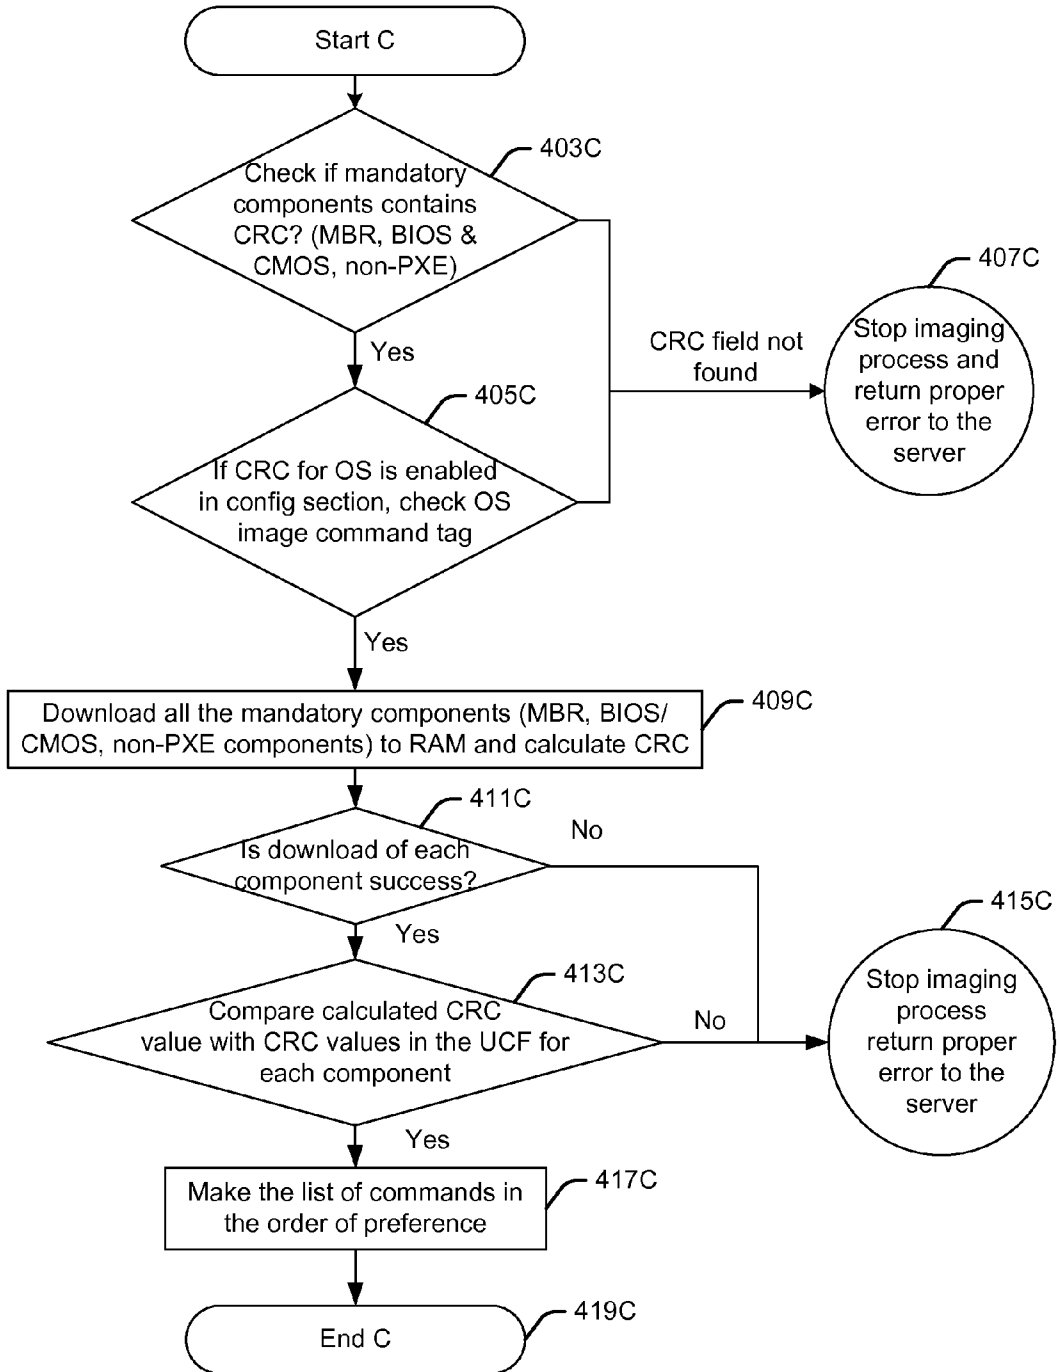 Start C
403C
Check if mandatory
components contains
CRC? (MBR, BIOS &
CMOS, non-PXE)
407C
Stop imaging
process and
return proper
error to the
server
CRC field not
found
Yes
405C
If CRC for OS is enabled
in config section, check OS
image command tag
Yes
409C
Download all the mandatory components (MBR, BIOS/
CMOS, non-PXE components) to RAM and calculate CRC
411C
No
Is download of each
component success?
Yes
415C
Stop imaging
process
return proper
error to the
server
413C
Compare calculated CRC
value with CRC values in the UCF for
each component
No
Yes
417C
Make the list of commands in
the order of preference
419C
End C